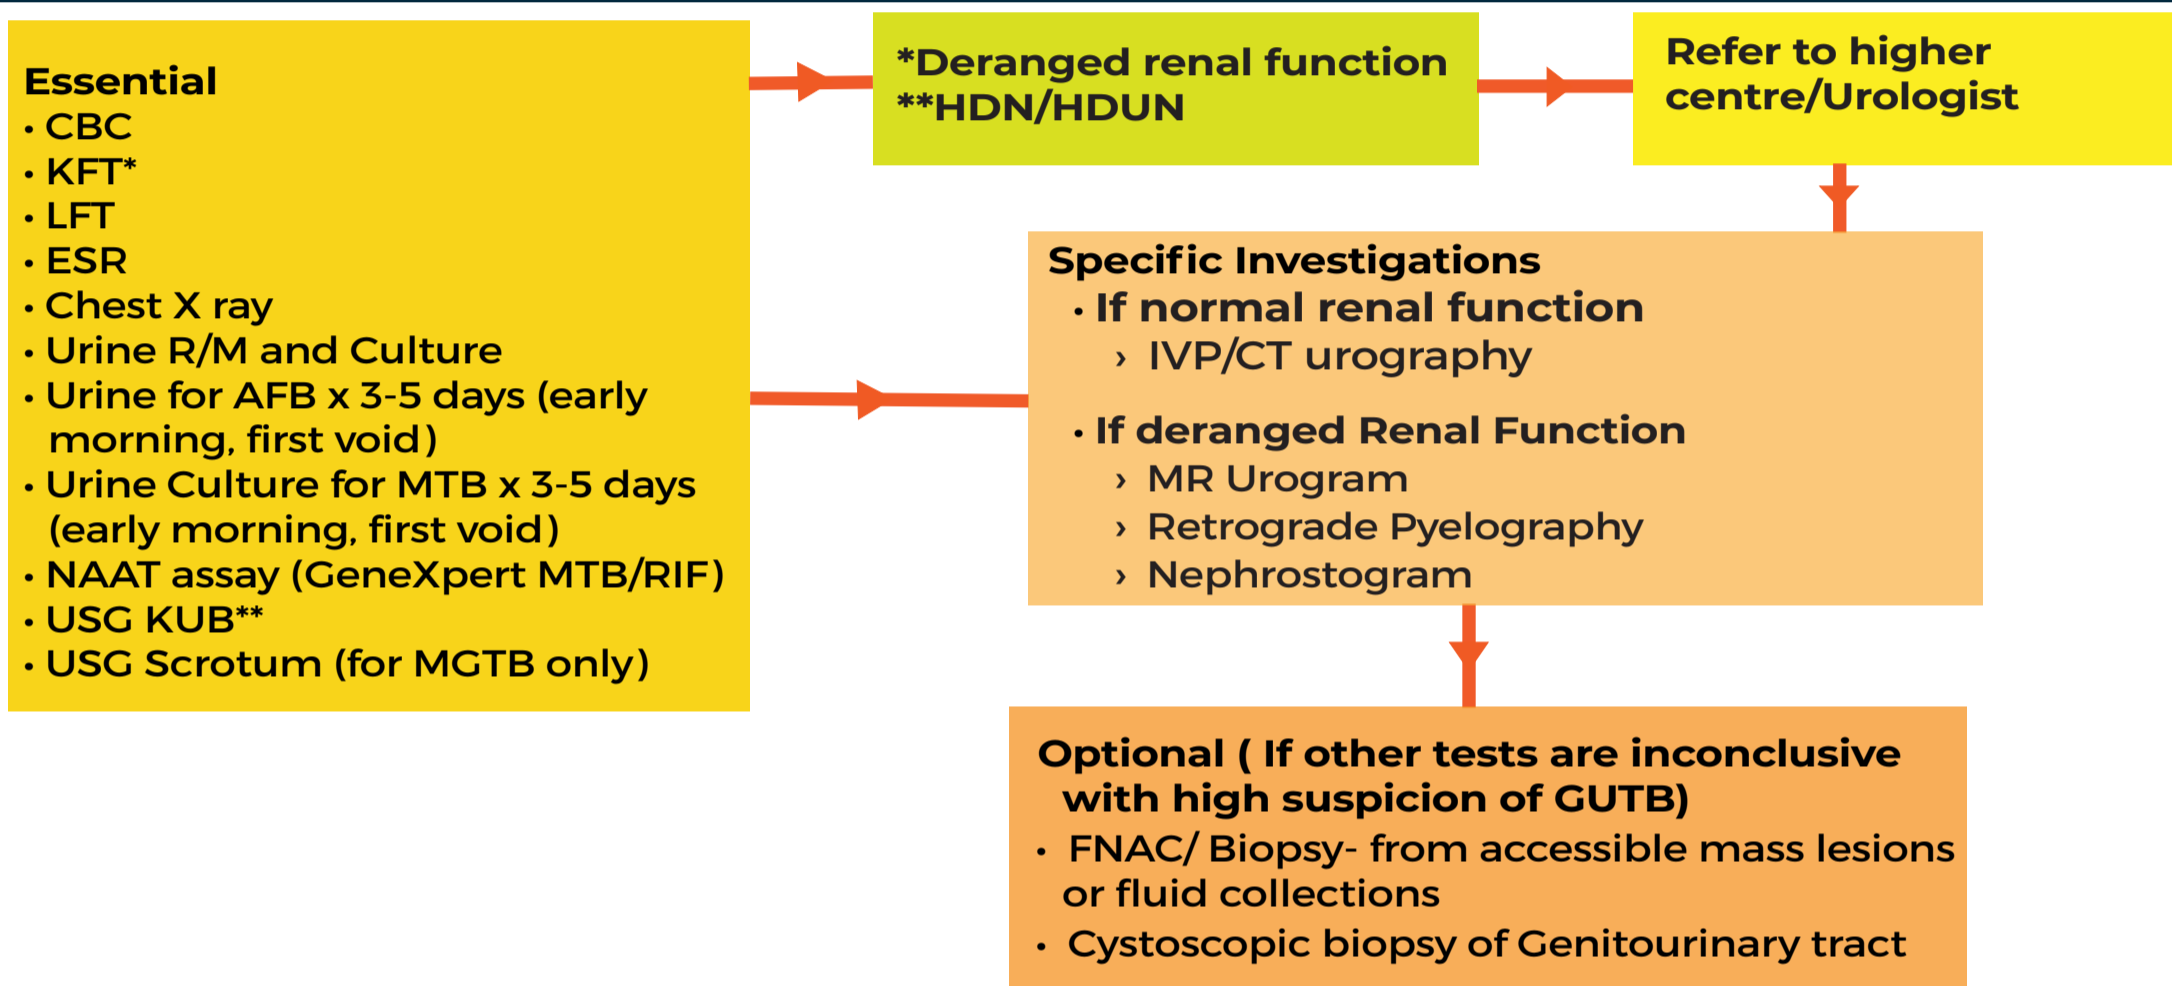 Essential
• CBC
• KFT*
• LFT
• ESR
• Chest X ray
• Urine R/M and Culture
• Urine for AFB x 3-5 days (early
morning, first void)
• Urine Culture for MTB x 3-5 days
(early morning, first void)
• NAAT assay (GeneXpert MTB/RIF)
• USG KUB**
• USG Scrotum (for MGTB only)
*Deranged renal function
**HDN/HDUN
Refer to higher
centre/Urologist
Specific Investigations
• If normal renal function
› IVP/CT urography
• If deranged Renal Function
› MR Urogram
› Retrograde Pyelography
› Nephrostogram
Optional ( If other tests are inconclusive
with high suspicion of GUTB)
• FNAC/ Biopsy- from accessible mass lesions
or fluid collections
• Cystoscopic biopsy of Genitourinary tract